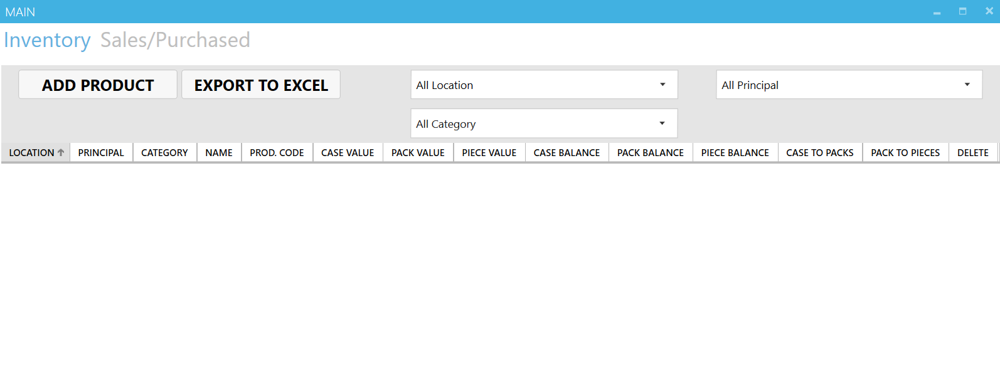 MAIN
Inventory Sales/Purchased
ADD PRODUCT EXPORT TO EXCEL All Location All Principal
All Category
LOCATION PRINCIPAL CATEGORY NAME PROD. CODE CASE VALUE PACK VALUE PIECE VALUE CASE BALANCE PACK BALANCE PIECE BALANCE CASE TO PACKS PACK TO PIECES DELETE